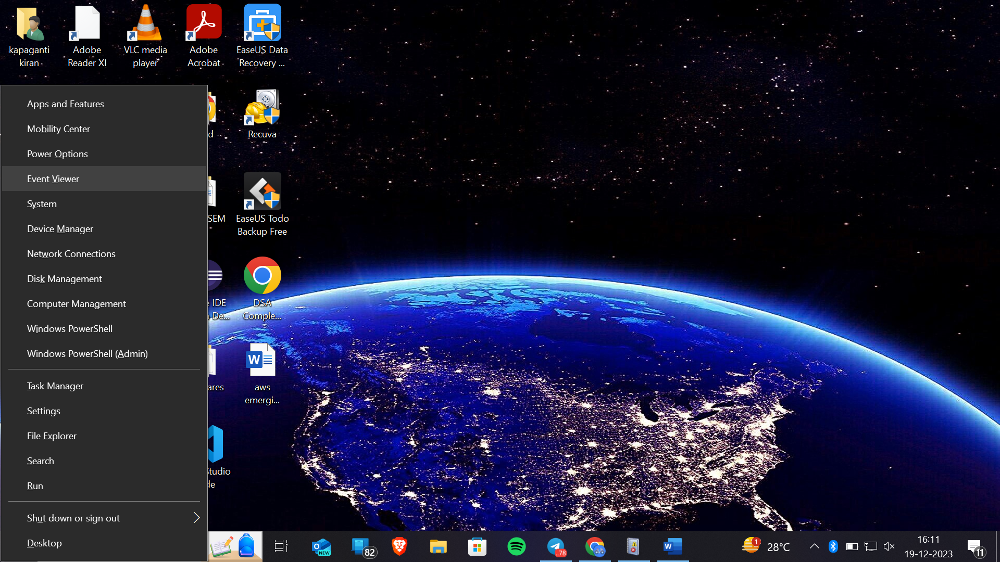 kapaganti
kiran
Adobe
Reader XI
VLC media
player
Adobe
Acrobat
EaseUS Data
Recovery ...
Apps and Features
Mobility Center
Power Options
Event Viewer
System
Device Manager
Network Connections
Disk Management
Computer Management
Windows PowerShell
Windows PowerShell (Admin)
Task Manager
Settings
File Explorer
Search
Run
Shut down or sign out
Desktop
d
SEM
e IDE
De...
ares
Studio
de
Recuva
EaseUS Todo
Backup Free
DSA
Comple...
W
aws
emergi...
O
NEW
82
..78
W
1
28°C
16:11
19-12-2023
11